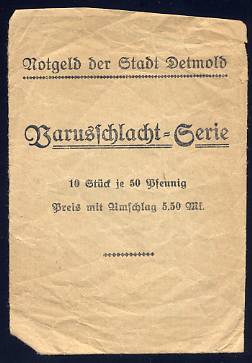 Notgeld der Stadt Detmold
Varusſchlacht-Serie
10 Stück je 50 Pfennig
Preis mit Umſchlag 5,50 Mk.